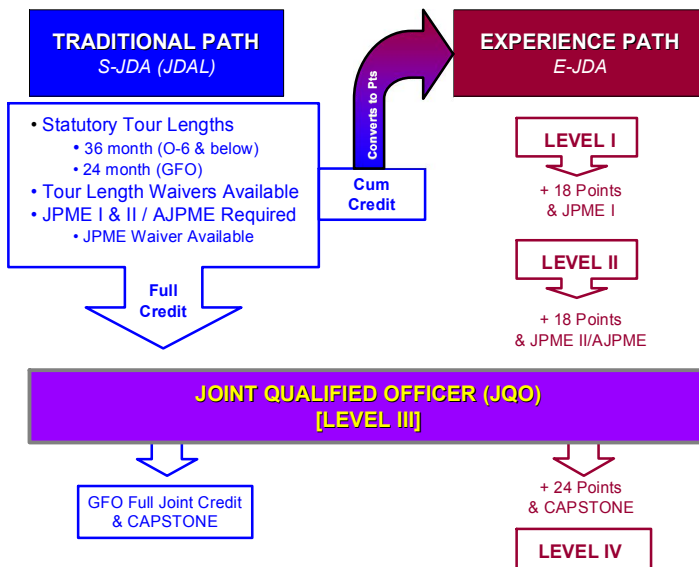 TRADITIONAL PATH
S-JDA (JDAL)
• Statutory Tour Lengths
• 36 month (O-6 & below)
• 24 month (GFO)
• Tour Length Waivers Available
• JPME I & II / AJPME Required
• JPME Waiver Available
Full
Credit
Cum
Credit
Converts to Pts
EXPERIENCE PATH
E-JDA
LEVEL I
+ 18 Points
& JPME I
LEVEL II
+ 18 Points
& JPME II/AJPME
JOINT QUALIFIED OFFICER (JQO)
[LEVEL III]
GFO Full Joint Credit
& CAPSTONE
+ 24 Points
& CAPSTONE
LEVEL IV